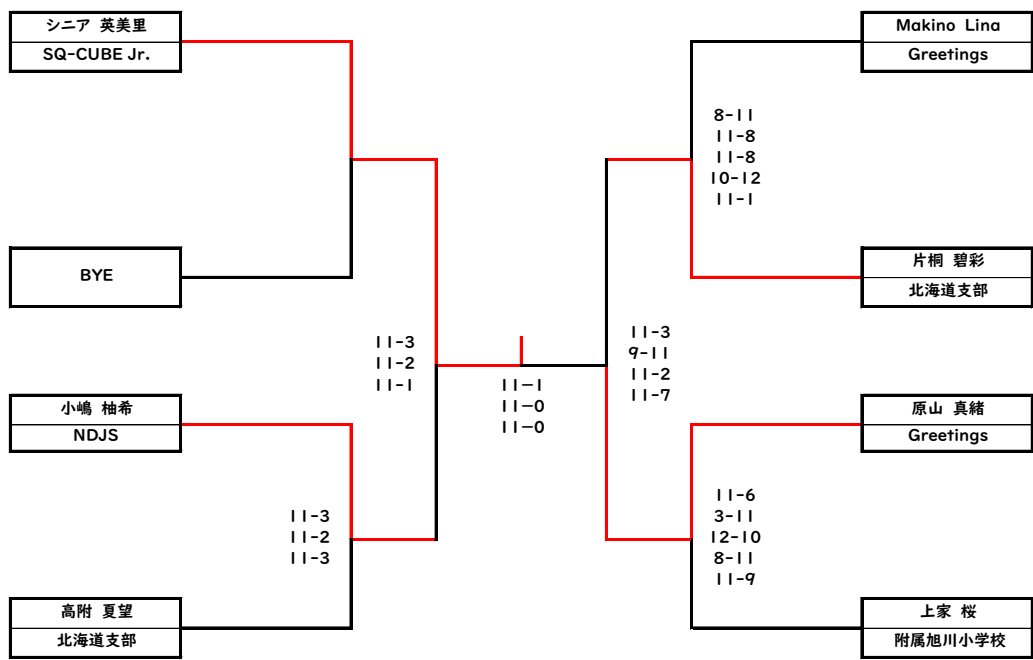 シニア 英美里
SQ-CUBE Jr.
BYE
小嶋 柚希
NDJS
高附 夏望
北海道支部
11-3
11-2
11-3
11-3
11-2
11-1
11-1
11-0
11-0
11-3
9-11
11-2
11-7
8-11
11-8
11-8
10-12
11-1
11-6
3-11
12-10
8-11
11-9
Makino Lina
Greetings
片桐 碧彩
北海道支部
原山 真緒
Greetings
上家 桜
附属旭川小学校